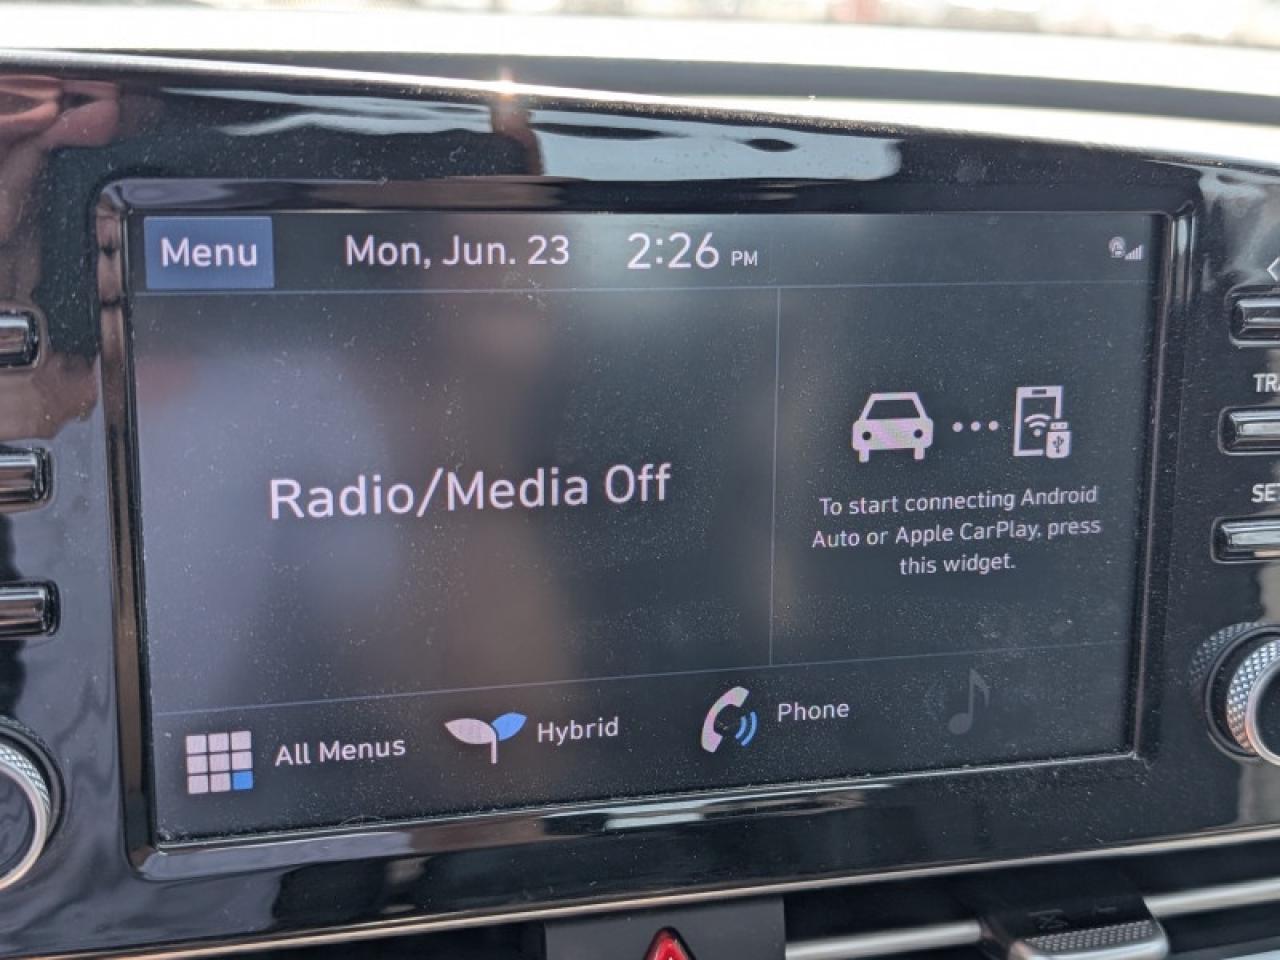 Menu Mon, Jun. 23 2:26 PM
Radio/Media Off
To start connecting Android
Auto or Apple CarPlay, press
this widget.
All Menus Hybrid Phone